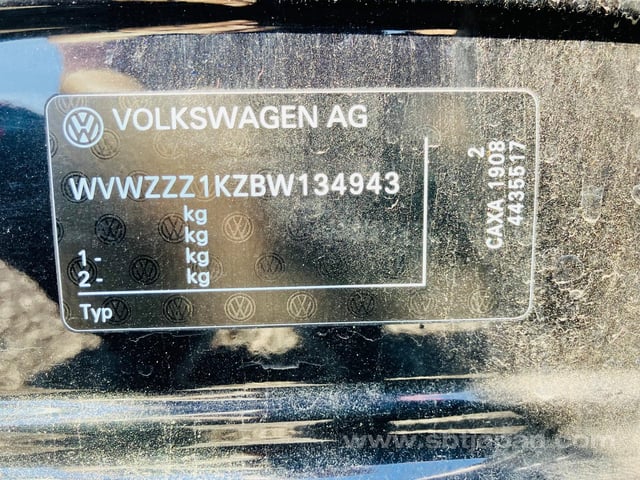 VOLKSWAGEN AG
WVWZZZ1KZBW134943
kg
kg
1- kg
2- kg
Typ
2
CAXA 1908
4435517
www.sbtjapan.com